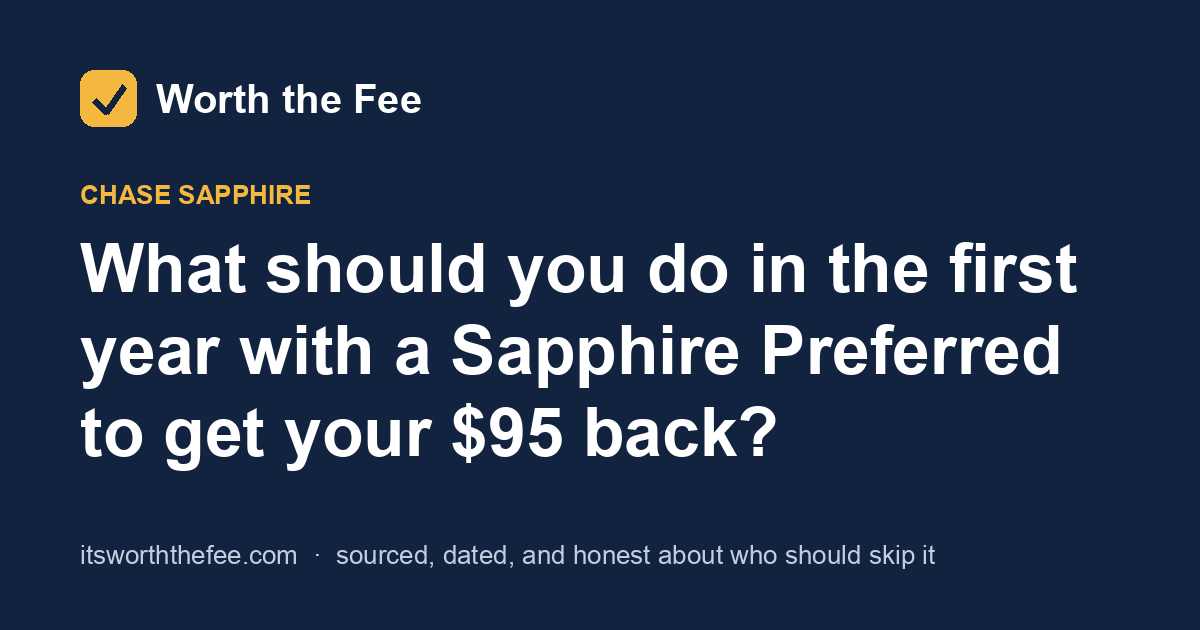 Worth the Fee
CHASE SAPPHIRE
What should you do in the first
year with a Sapphire Preferred
to get your $95 back?
itsworththefee.com · sourced, dated, and honest about who should skip it